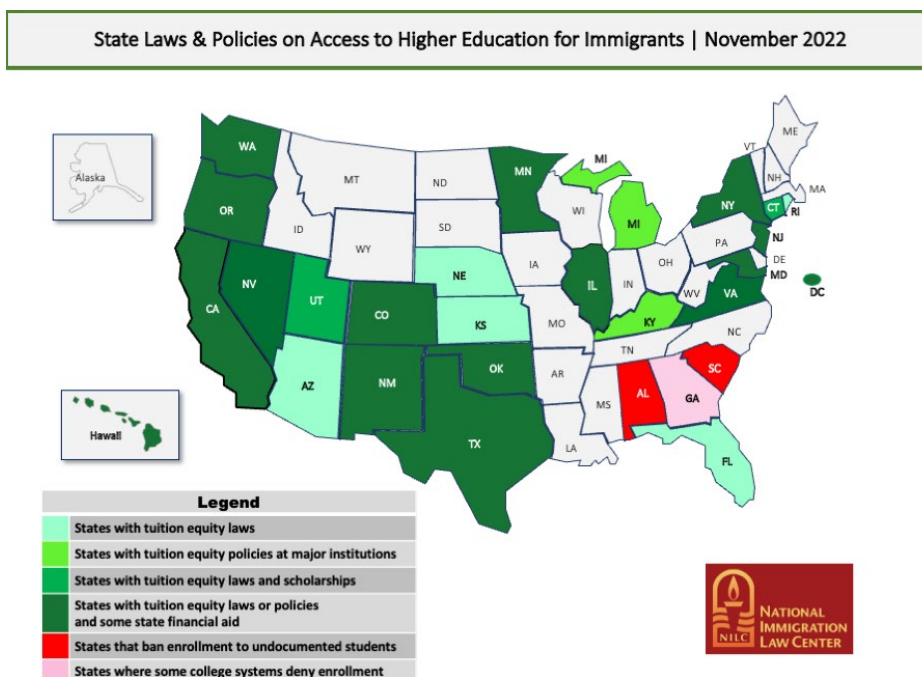 State Laws & Policies on Access to Higher Education for Immigrants | November 2022
WA
MT
ND
MN
MI
VT
ME
NH
MA
Alaska
OR
ID
WY
SD
WI
MI
NY
CT
RI
NV
UT
NE
IA
IL
IN
OH
PA
NJ
DE
MD
WV
VA
DC
CA
CO
KS
MO
KY
AZ
NM
OK
AR
TN
NC
SC
MS
AL
GA
Hawaii
TX
LA
FL
Legend
States with tuition equity laws
States with tuition equity policies at major institutions
States with tuition equity laws and scholarships
States with tuition equity laws or policies
and some state financial aid
States that ban enrollment to undocumented students
States where some college systems deny enrollment
NILC
NATIONAL
IMMIGRATION
LAW CENTER